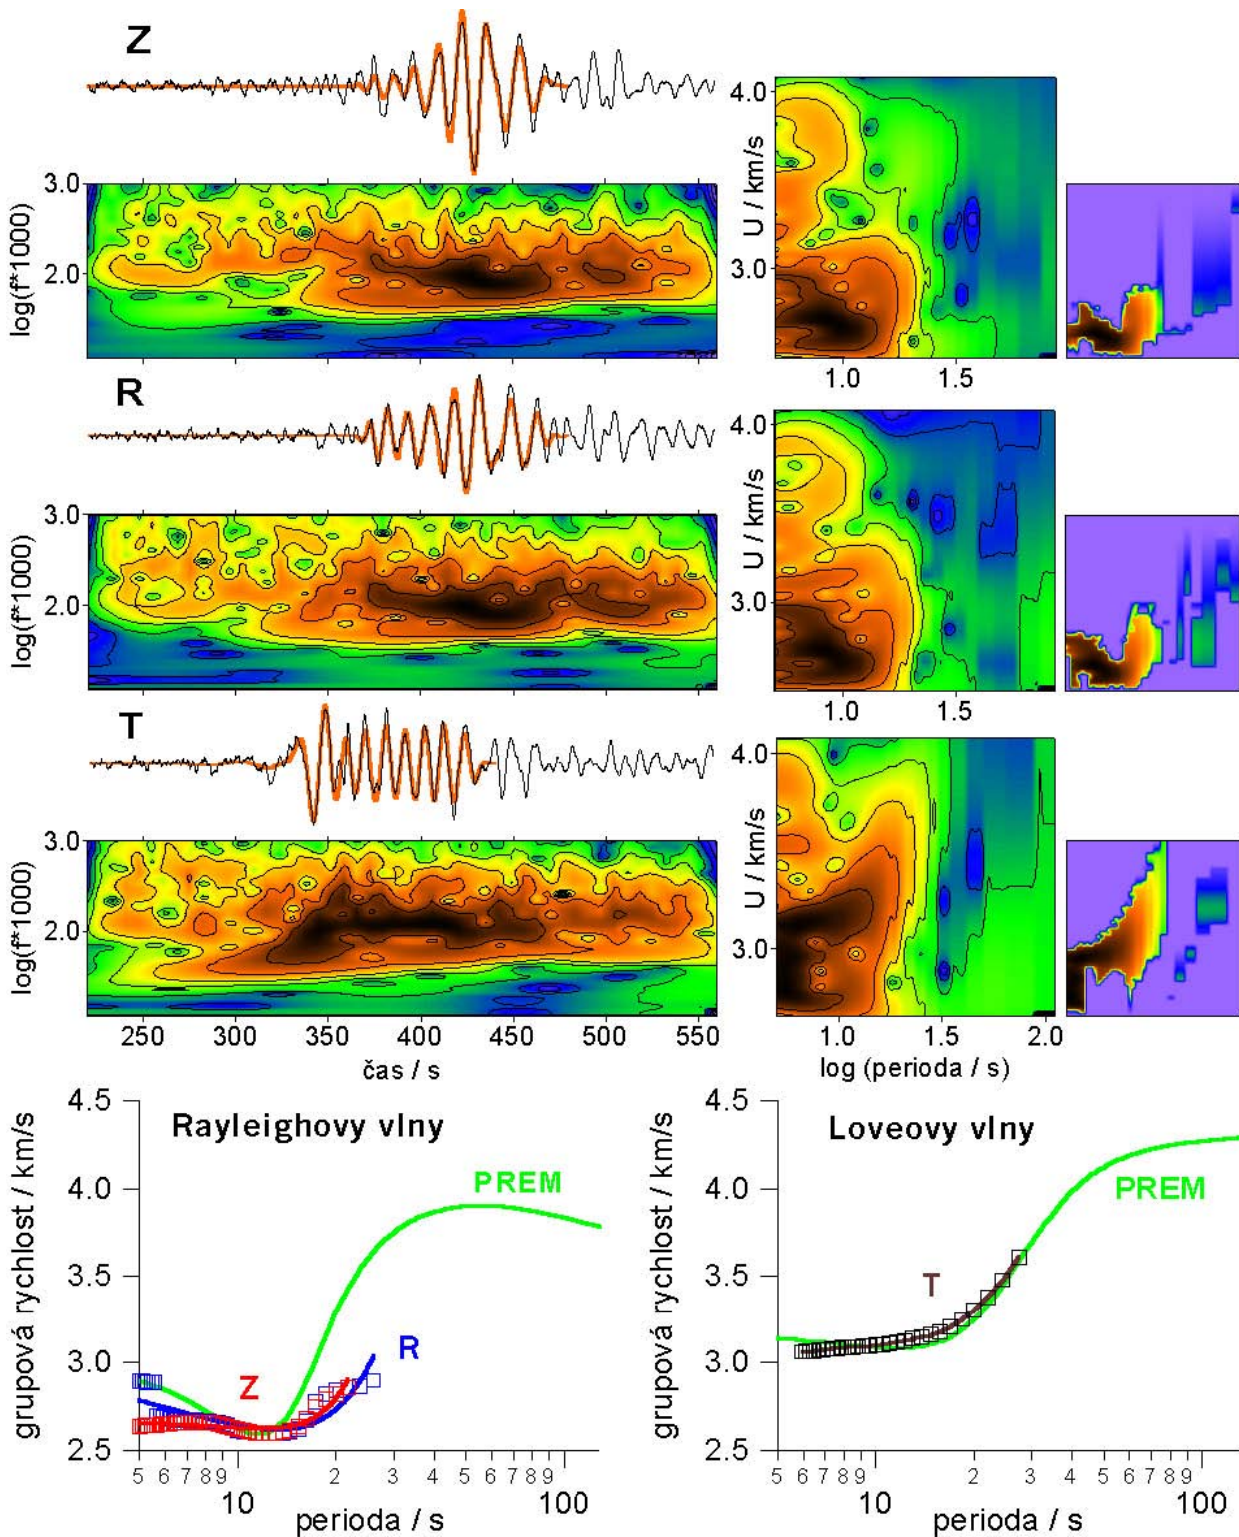 Z
3.0
2.0
log(f*1000)
4.0
3.0
U / km/s
1.0 1.5
R
3.0
2.0
log(f*1000)
4.0
3.0
U / km/s
1.0 1.5
T
3.0
2.0
log(f*1000)
250 300 350 400 450 500 550
čas / s
4.0
3.0
U / km/s
1.0 1.5 2.0
log (perioda / s)
Rayleighovy vlny
4.5
4.0
3.5
3.0
2.5
grupová rychlost / km/s
PREM
R
Z
5 6 7 8 9 2 3 4 5 6 7 8 9
10 100
perioda / s
Loveovy vlny
4.5
4.0
3.5
3.0
2.5
grupová rychlost / km/s
PREM
T
5 6 7 8 9 2 3 4 5 6 7 8 9
10 100
perioda / s